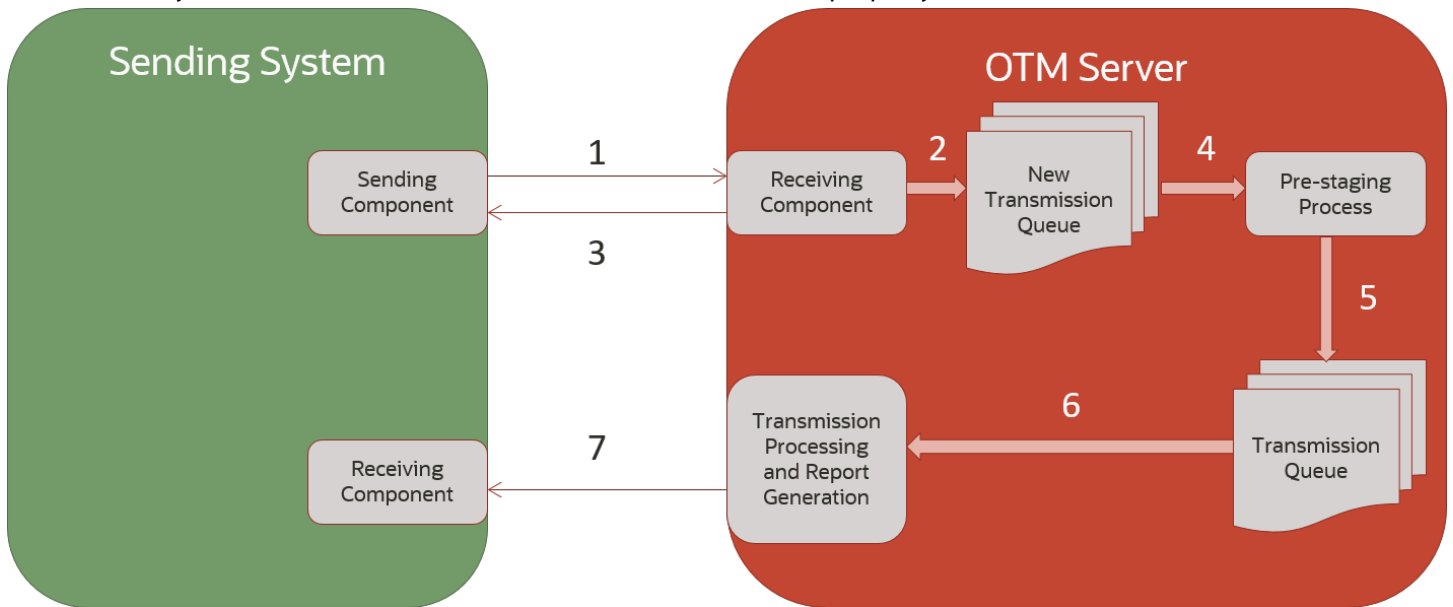 Sending System
OTM Server
1
2
4
Sending
Component
Receiving
Component
New
Transmission
Queue
Pre-staging
Process
3
5
6
Transmission
Processing
and Report
Generation
7
Receiving
Component
Transmission
Queue